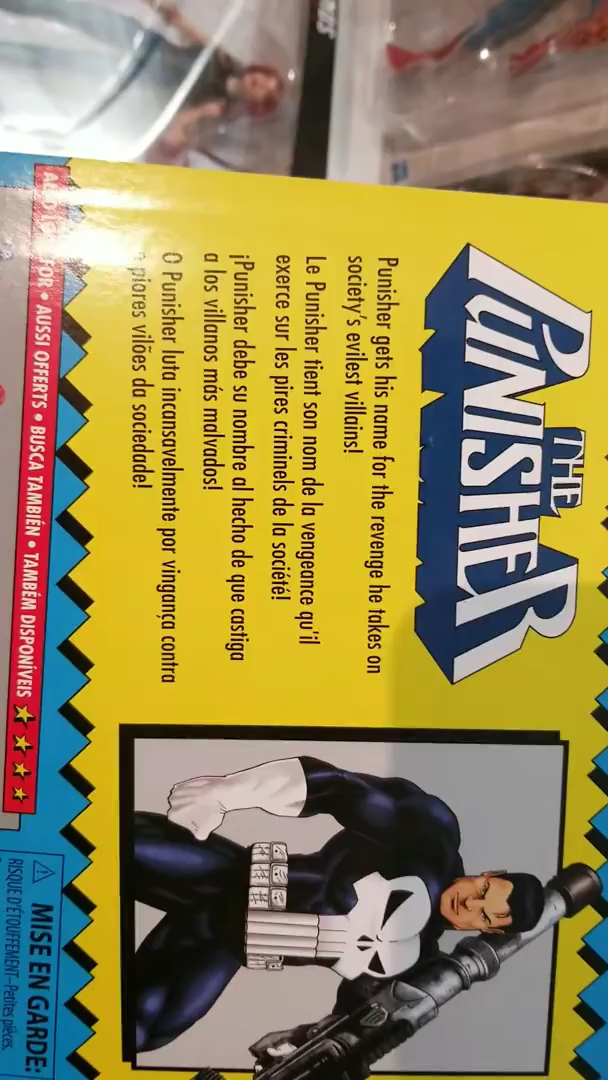 THE
PUNISHER
Punisher gets his name for the revenge he takes on
society's evilest villains!
Le Punisher tient son nom de la vengeance qu'il
exerce sur les pires criminels de la société!
¡Punisher debe su nombre al hecho de que castiga
a los villanos más malvados!
O Punisher luta incansavelmente por vingança contra
piores vilões da sociedade!
• AUSSI OFFERTS • BUSCA TAMBIÉN • TAMBÉM DISPONÍVEIS
MISE EN GARDE:
RISQUE D'ÉTOUFFEMENT–Petites pièces.